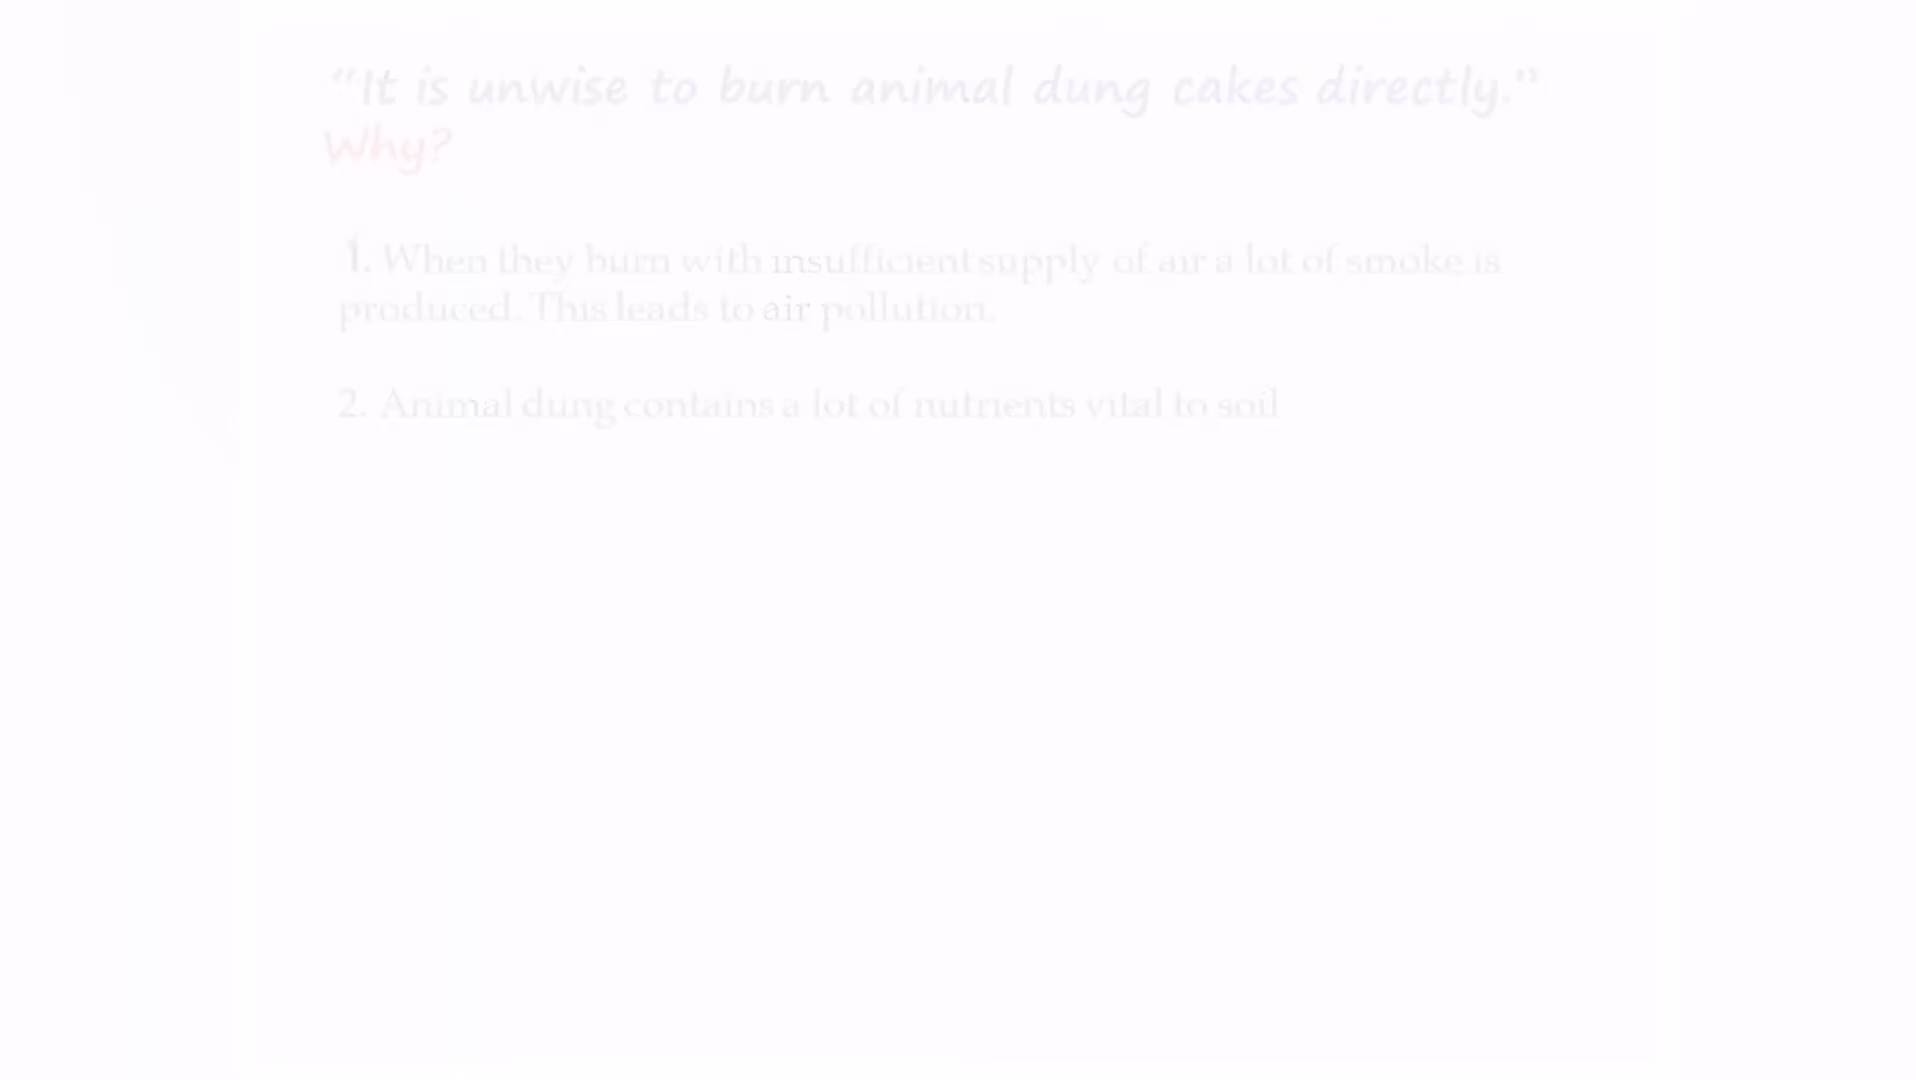 “It is unwise to burn animal dung cakes directly.”
Why?
1. When they burn with insufficient supply of air a lot of smoke is
produced. This leads to air pollution.
2. Animal dung contains a lot of nutrients vital to soil